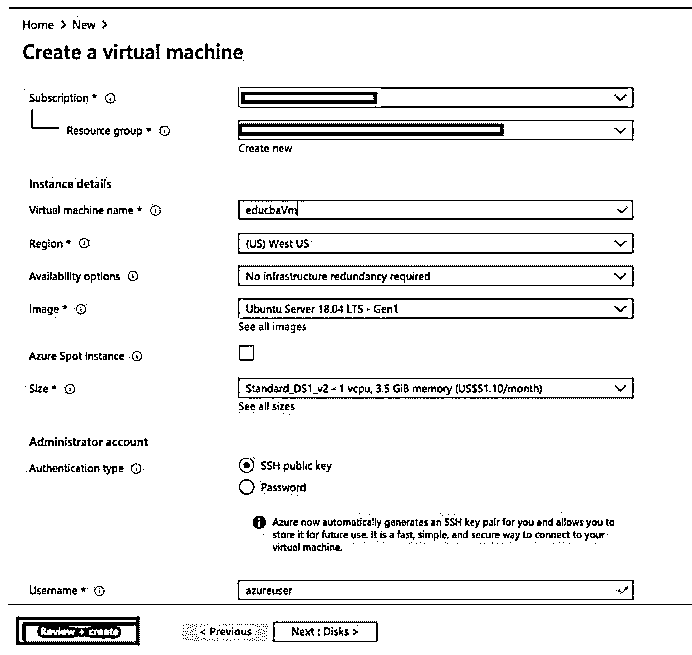 Home > New >
Create a virtual machine
Subscription *
Resource group *
Create new
Instance details
Virtual machine name * educbaVm
Region * (US) West US
Availability options No infrastructure redundancy required
Image * Ubuntu Server 18.04 LTS - Gen1
See all images
Azure Spot instance
Size * Standard_DS1_v2 - 1 vcpu, 3.5 GiB memory (US$51.10/month)
See all sizes
Administrator account
Authentication type SSH public key
Password
Azure now automatically generates an SSH key pair for you and allows you to
store it for future use. It is a fast, simple, and secure way to connect to your
virtual machine.
Username * azureuser
Review + create < Previous Next : Disks >